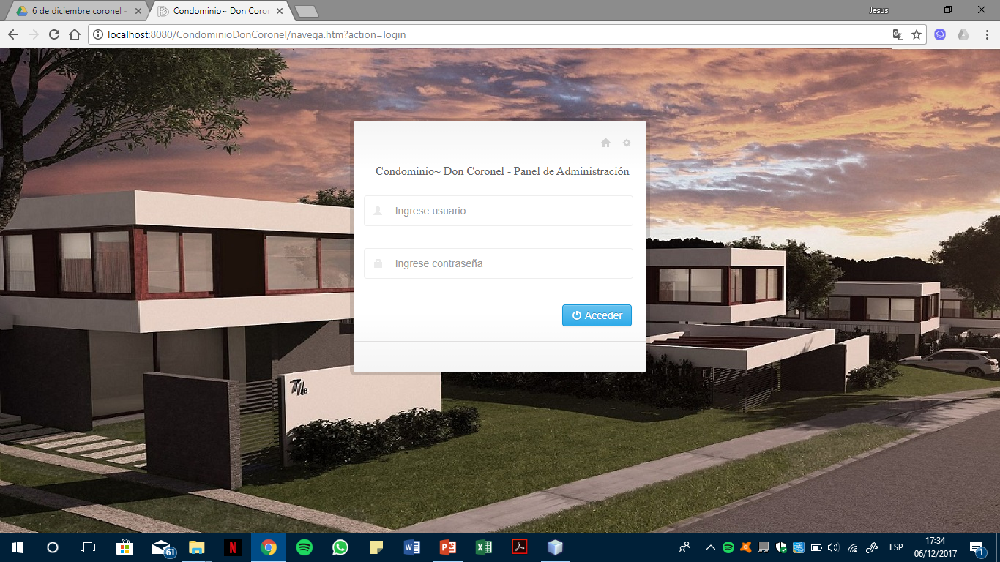 6 de diciembre coronel -
Condominio~ Don Coron
Jesus
localhost:8080/CondominioDonCoronel/navega.htm?action=login
Condominio~ Don Coronel - Panel de Administración
Ingrese usuario
Ingrese contraseña
Acceder
61
ESP
17:34
06/12/2017
1